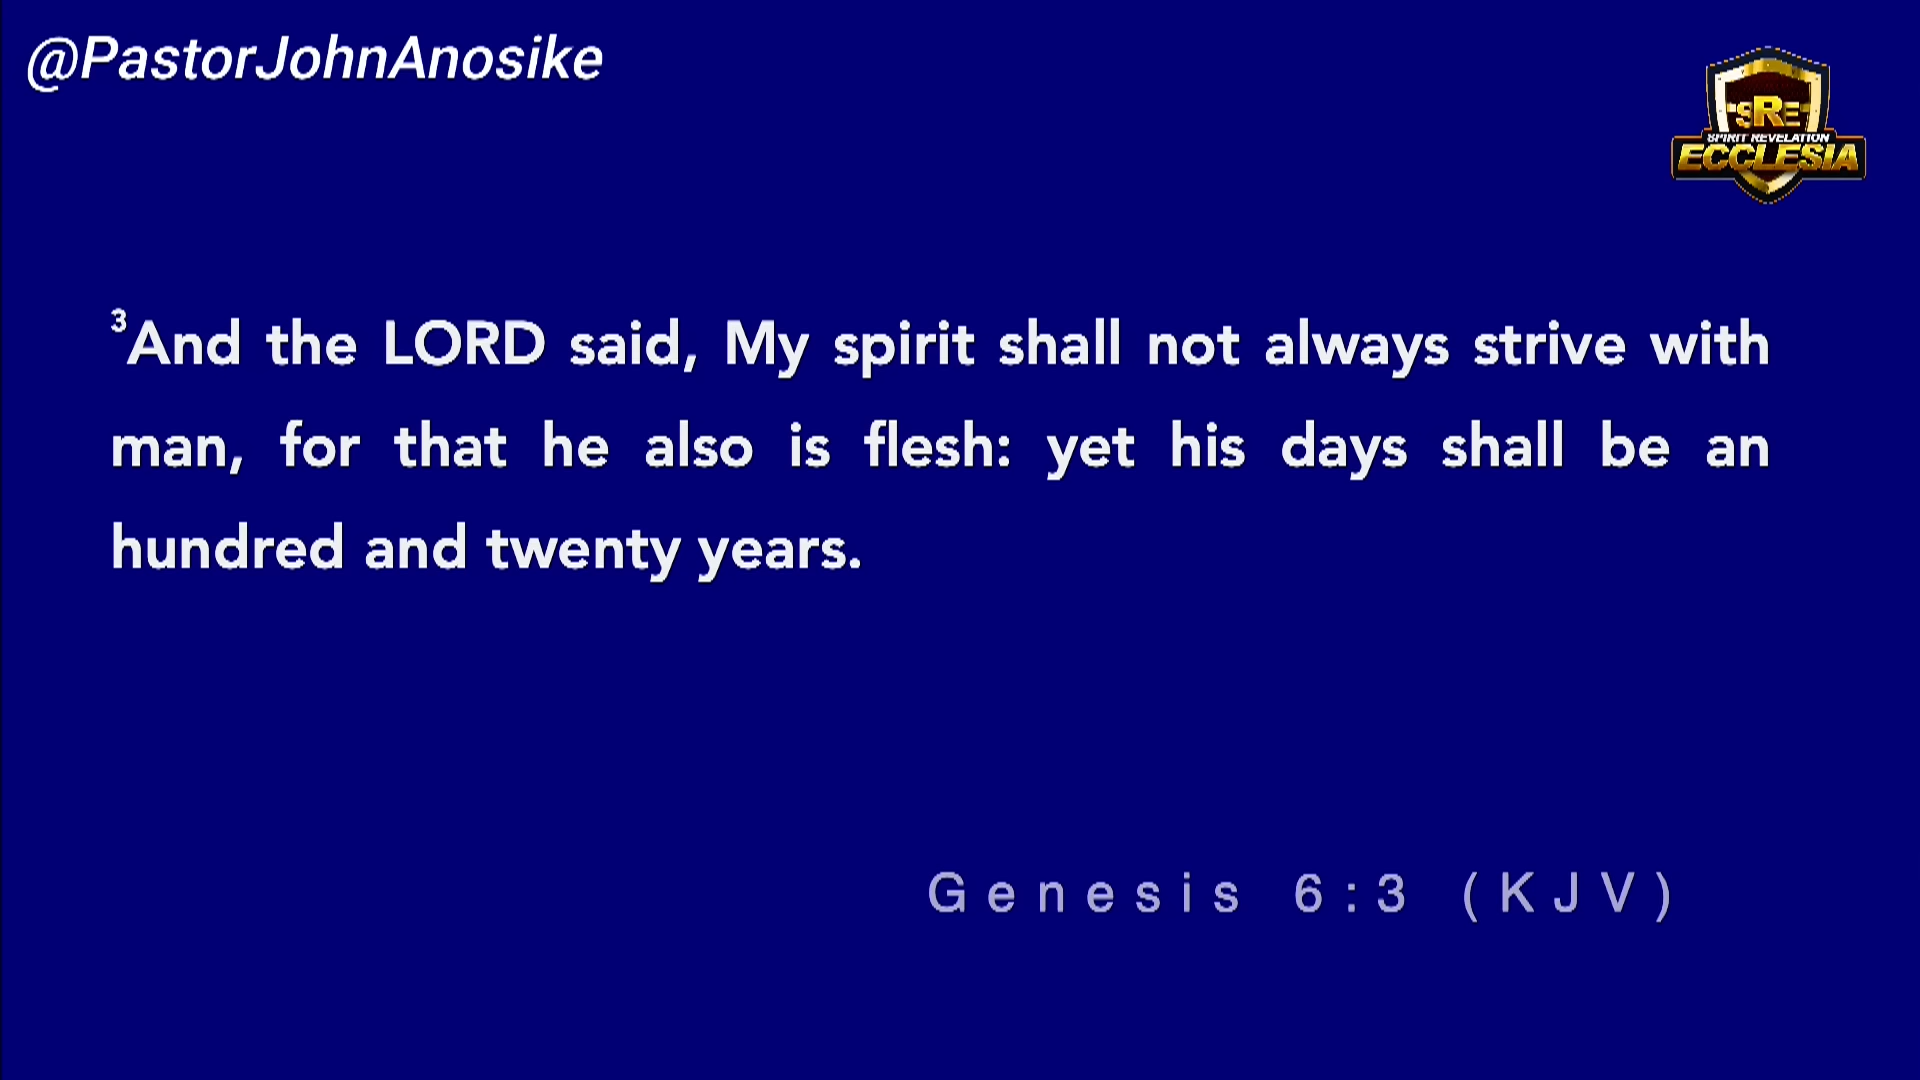 @PastorJohnAnosike
SRE
SPIRIT REVELATION
ECCLESIA
3And the LORD said, My spirit shall not always strive with
man, for that he also is flesh: yet his days shall be an
hundred and twenty years.
Genesis 6:3 (KJV)